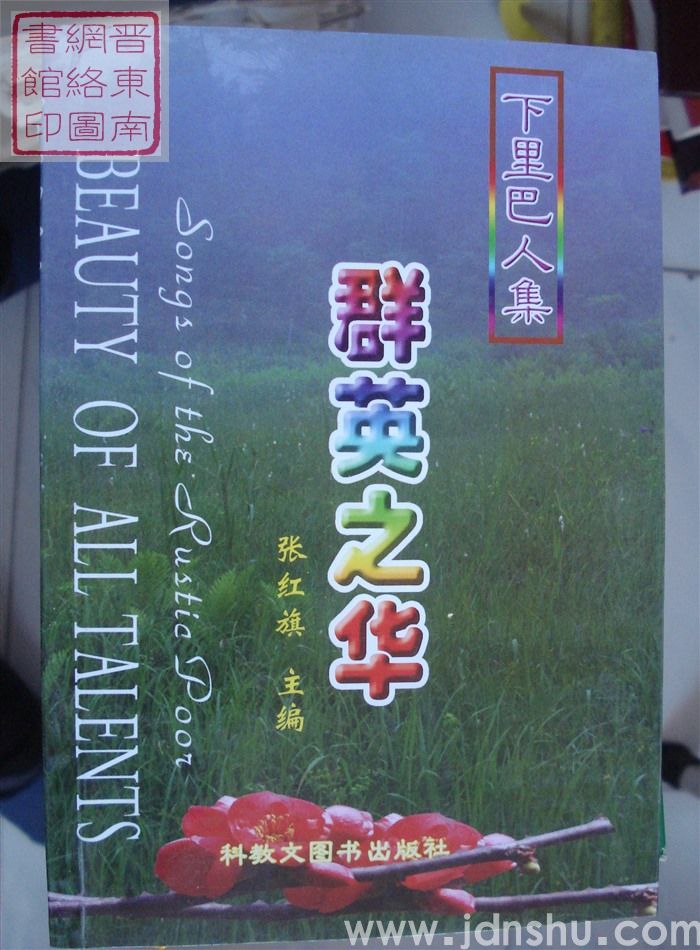 晋東南
網絡圖
書館印
下里巴人集
群英之华
张红旗 主编
Songs of the Rustic Poor
BEAUTY OF ALL TALENTS
科教文图书出版社
www.jdnshu.com